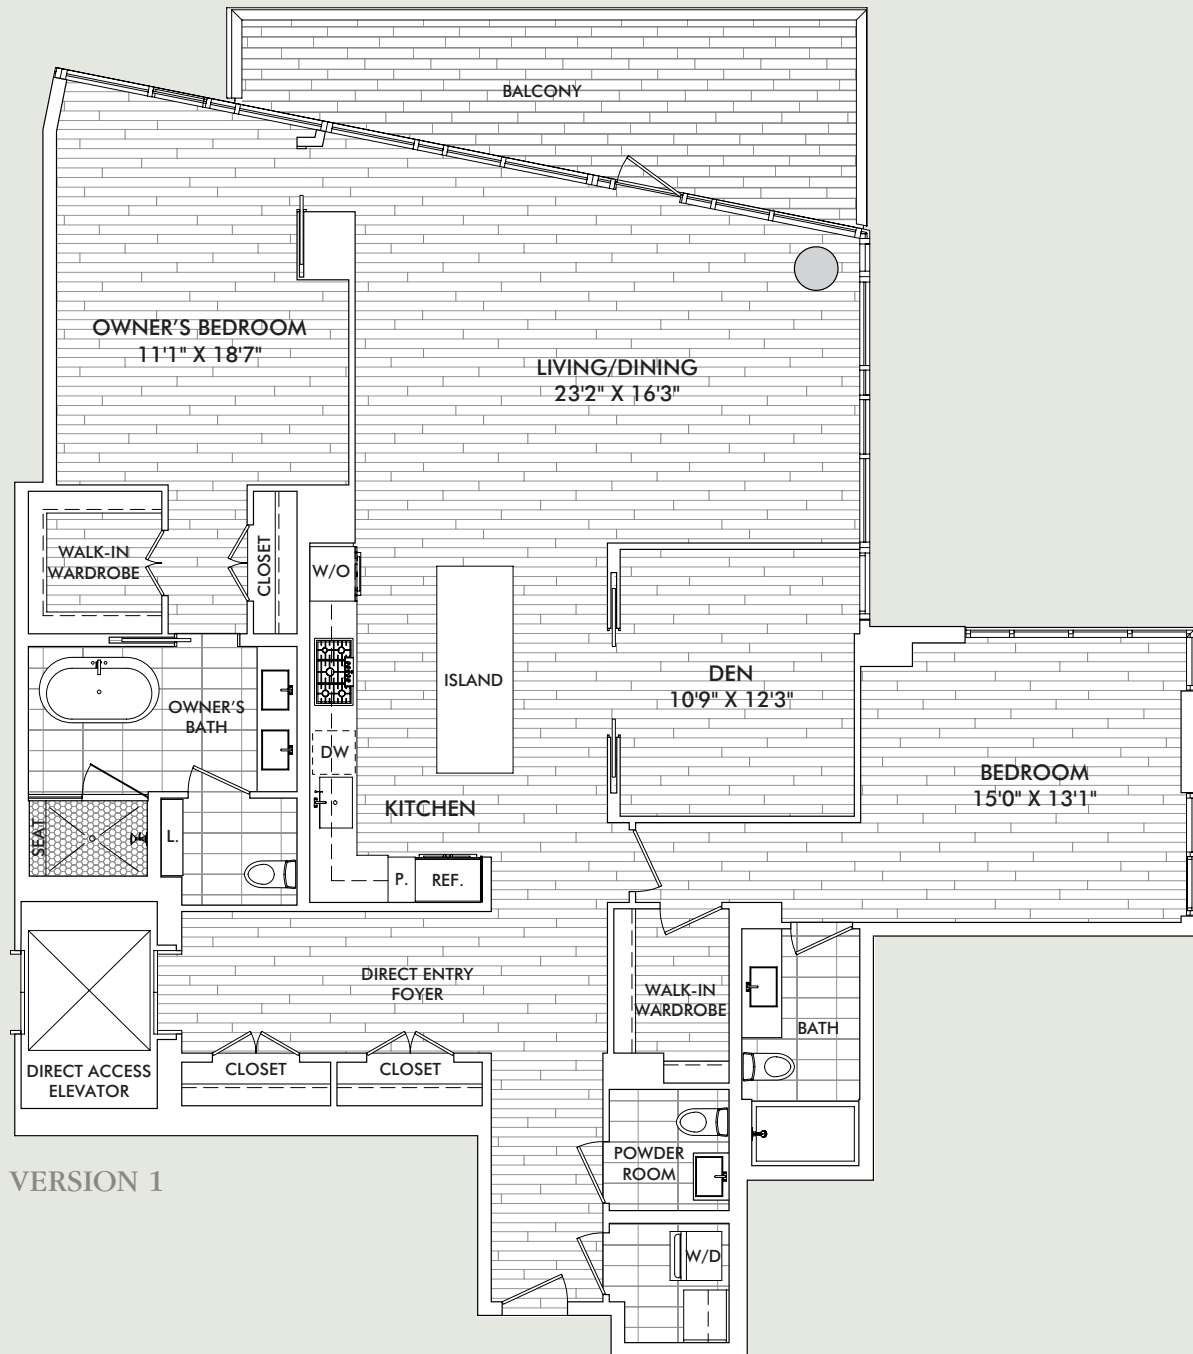 BALCONY
OWNER'S BEDROOM
11'1" X 18'7"
LIVING/DINING
23'2" X 16'3"
WALK-IN
WARDROBE
CLOSET
W/O
ISLAND
DEN
10'9" X 12'3"
OWNER'S
BATH
DW
BEDROOM
15'0" X 13'1"
KITCHEN
SEAT
L.
P.
REF.
DIRECT ENTRY
FOYER
WALK-IN
WARDROBE
BATH
DIRECT ACCESS
ELEVATOR
CLOSET
CLOSET
POWDER
ROOM
VERSION 1
W/D